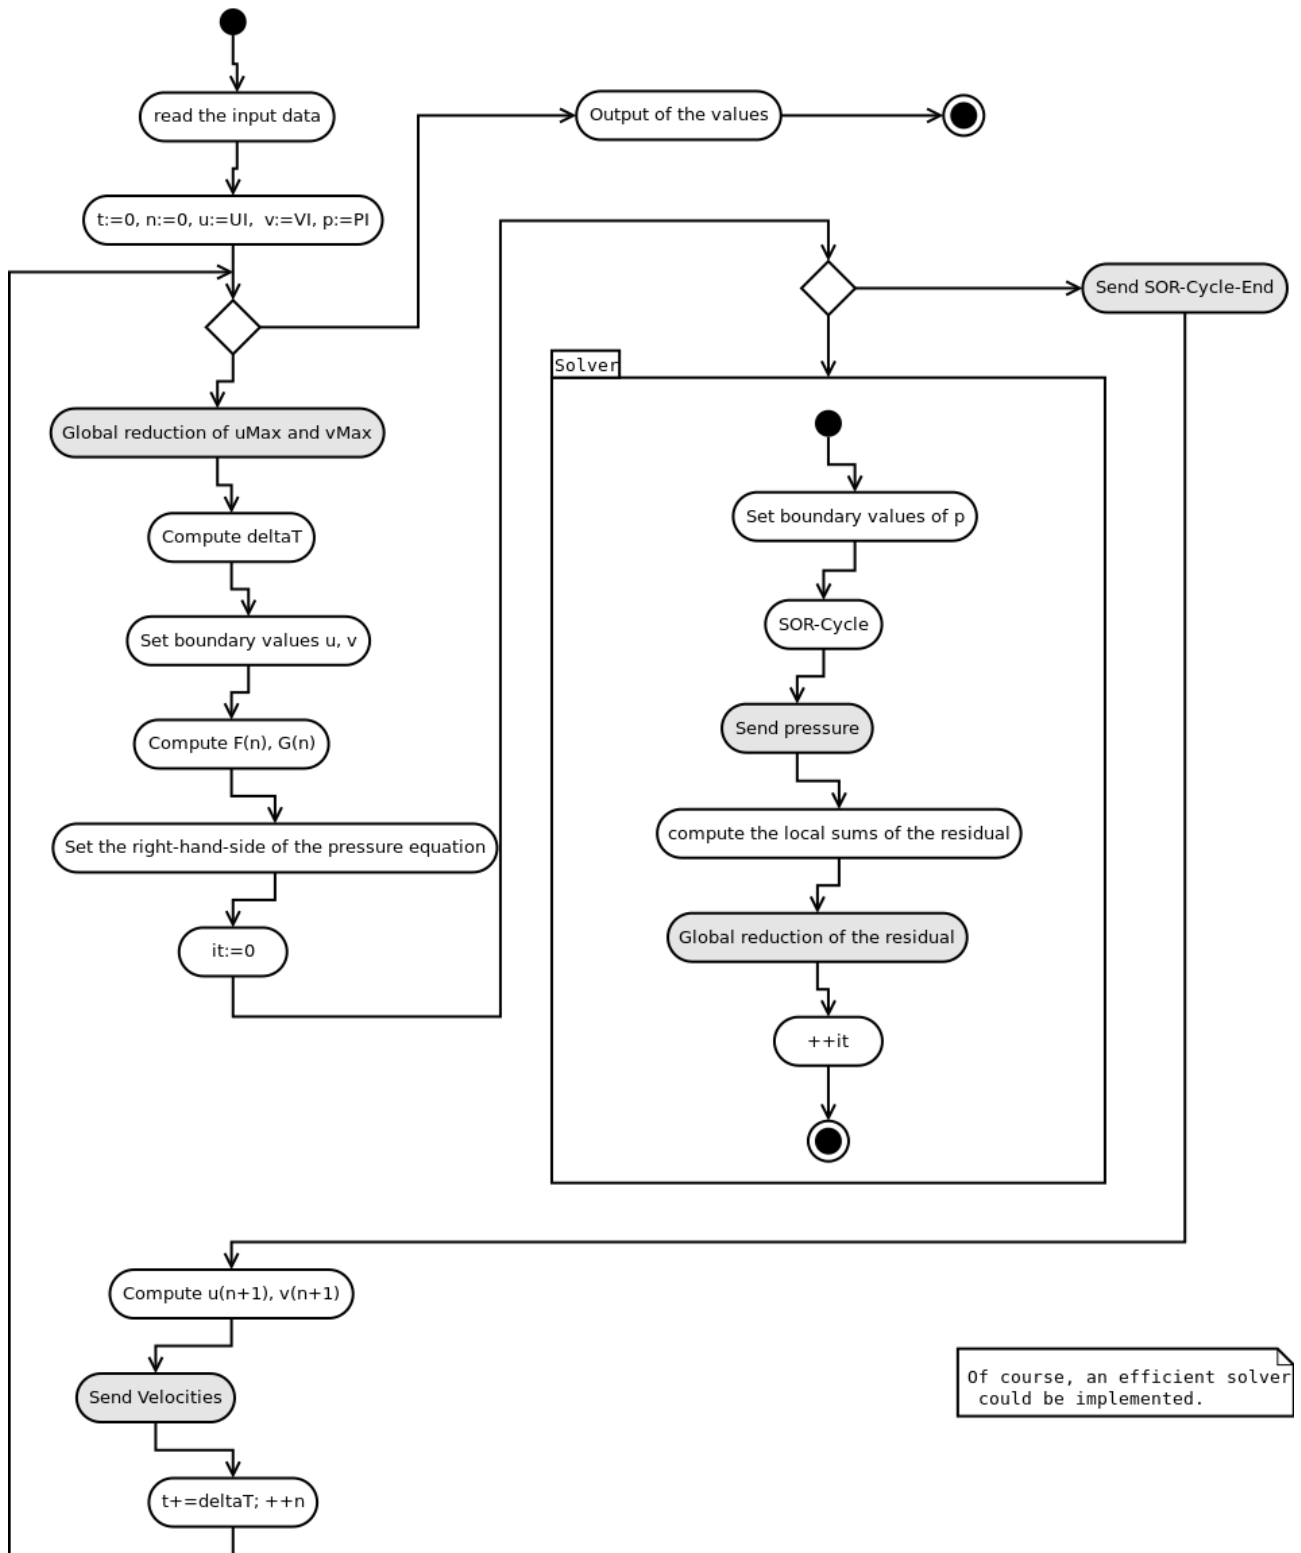 read the input data
Output of the values
t:=0, n:=0, u:=UI,  v:=VI, p:=PI
Send SOR-Cycle-End
Solver
Global reduction of uMax and vMax
Set boundary values of p
Compute deltaT
SOR-Cycle
Set boundary values u, v
Send pressure
Compute F(n), G(n)
compute the local sums of the residual
Set the right-hand-side of the pressure equation
Global reduction of the residual
it:=0
++it
Compute u(n+1), v(n+1)
Of course, an efficient solver
could be implemented.
Send Velocities
t+=deltaT; ++n